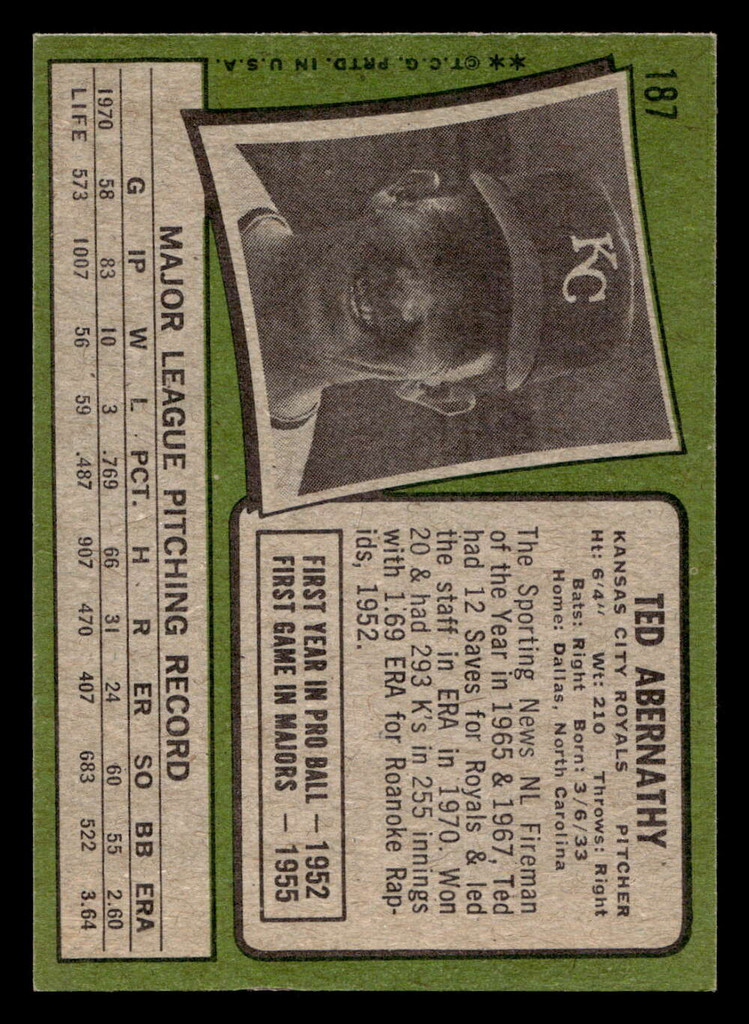 187
KC
TED ABERNATHY
KANSAS CITY ROYALS PITCHER
Ht: 6'4" Wt: 210 Throws: Right
Bats: Right Born: 3/6/33
Home: Dallas, North Carolina
The Sporting News NL Fireman
of the Year in 1965 & 1967, Ted
had 12 Saves for Royals & led
the staff in ERA in 1970. Won
20 & had 293 K's in 255 innings
with 1.69 ERA for Roanoke Rap-
ids, 1952.
FIRST YEAR IN PRO BALL — 1952
FIRST GAME IN MAJORS — 1955
MAJOR LEAGUE PITCHING RECORD
G IP W L PCT. H R ER SO BB ERA
1970 58 83 10 3 .769 66 31 24 60 55 2.60
LIFE 573 1007 56 59 .487 907 470 407 683 522 3.64
**©T.C.G. PRTD. IN U.S.A.